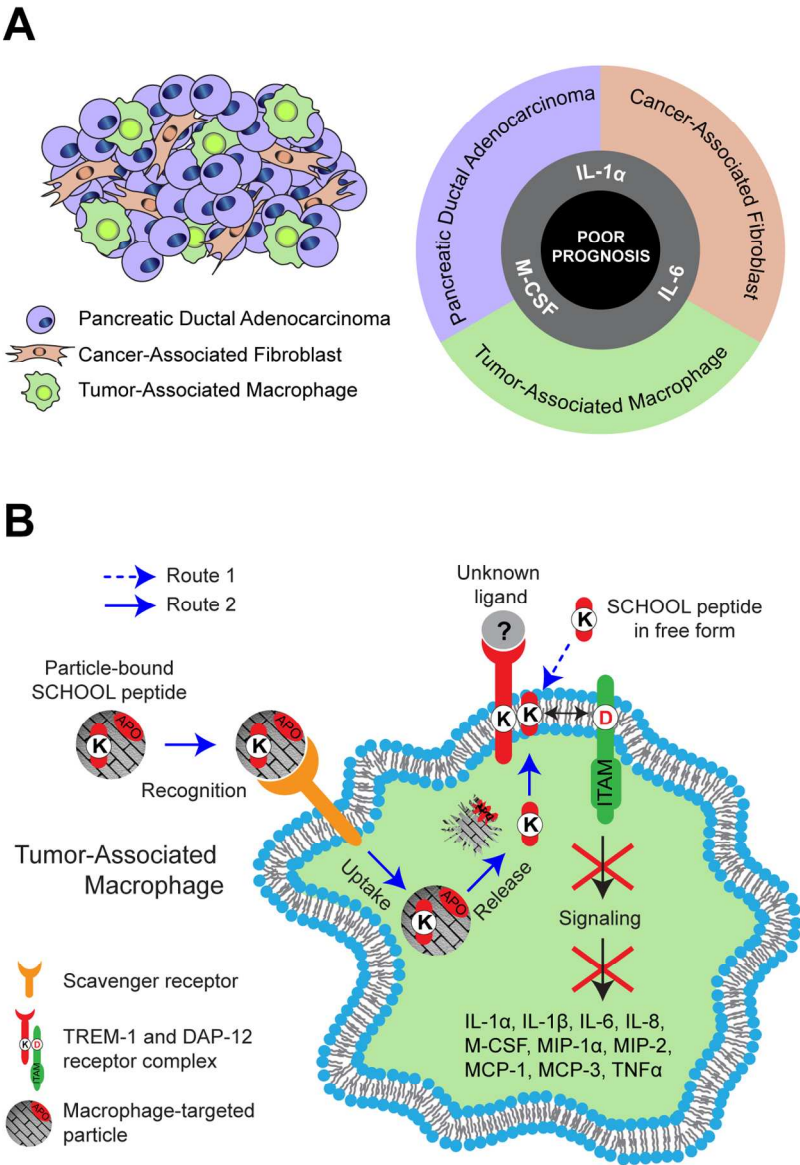 A
Pancreatic Ductal Adenocarcinoma
Cancer-Associated Fibroblast
Tumor-Associated Macrophage
Pancreatic Ductal Adenocarcinoma
Cancer-Associated Fibroblast
Tumor-Associated Macrophage
IL-1α
IL-6
M-CSF
POOR
PROGNOSIS
B
Route 1
Route 2
Particle-bound
SCHOOL peptide
APO
K
Recognition
APO
K
Unknown
ligand
?
K
SCHOOL peptide
in free form
K
K
D
ITAM
Tumor-Associated
Macrophage
Uptake
APO
K
Release
K
Signaling
IL-1α, IL-1β, IL-6, IL-8,
M-CSF, MIP-1α, MIP-2,
MCP-1, MCP-3, TNFα
Scavenger receptor
K D
ITAM
TREM-1 and DAP-12
receptor complex
APO
Macrophage-targeted
particle